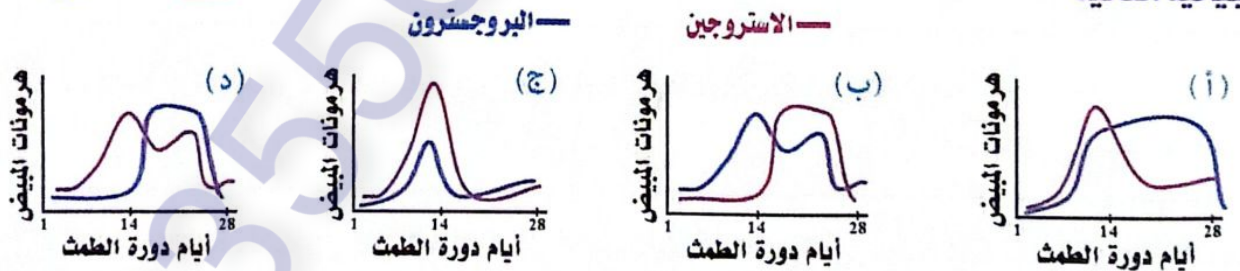 الاستروجين
البروجسترون
(أ)
هرمونات المبيض
1 14 28
أيام دورة الطمث
(ب)
هرمونات المبيض
1 14 28
أيام دورة الطمث
(ج)
هرمونات المبيض
1 14 28
أيام دورة الطمث
(د)
هرمونات المبيض
1 14 28
أيام دورة الطمث